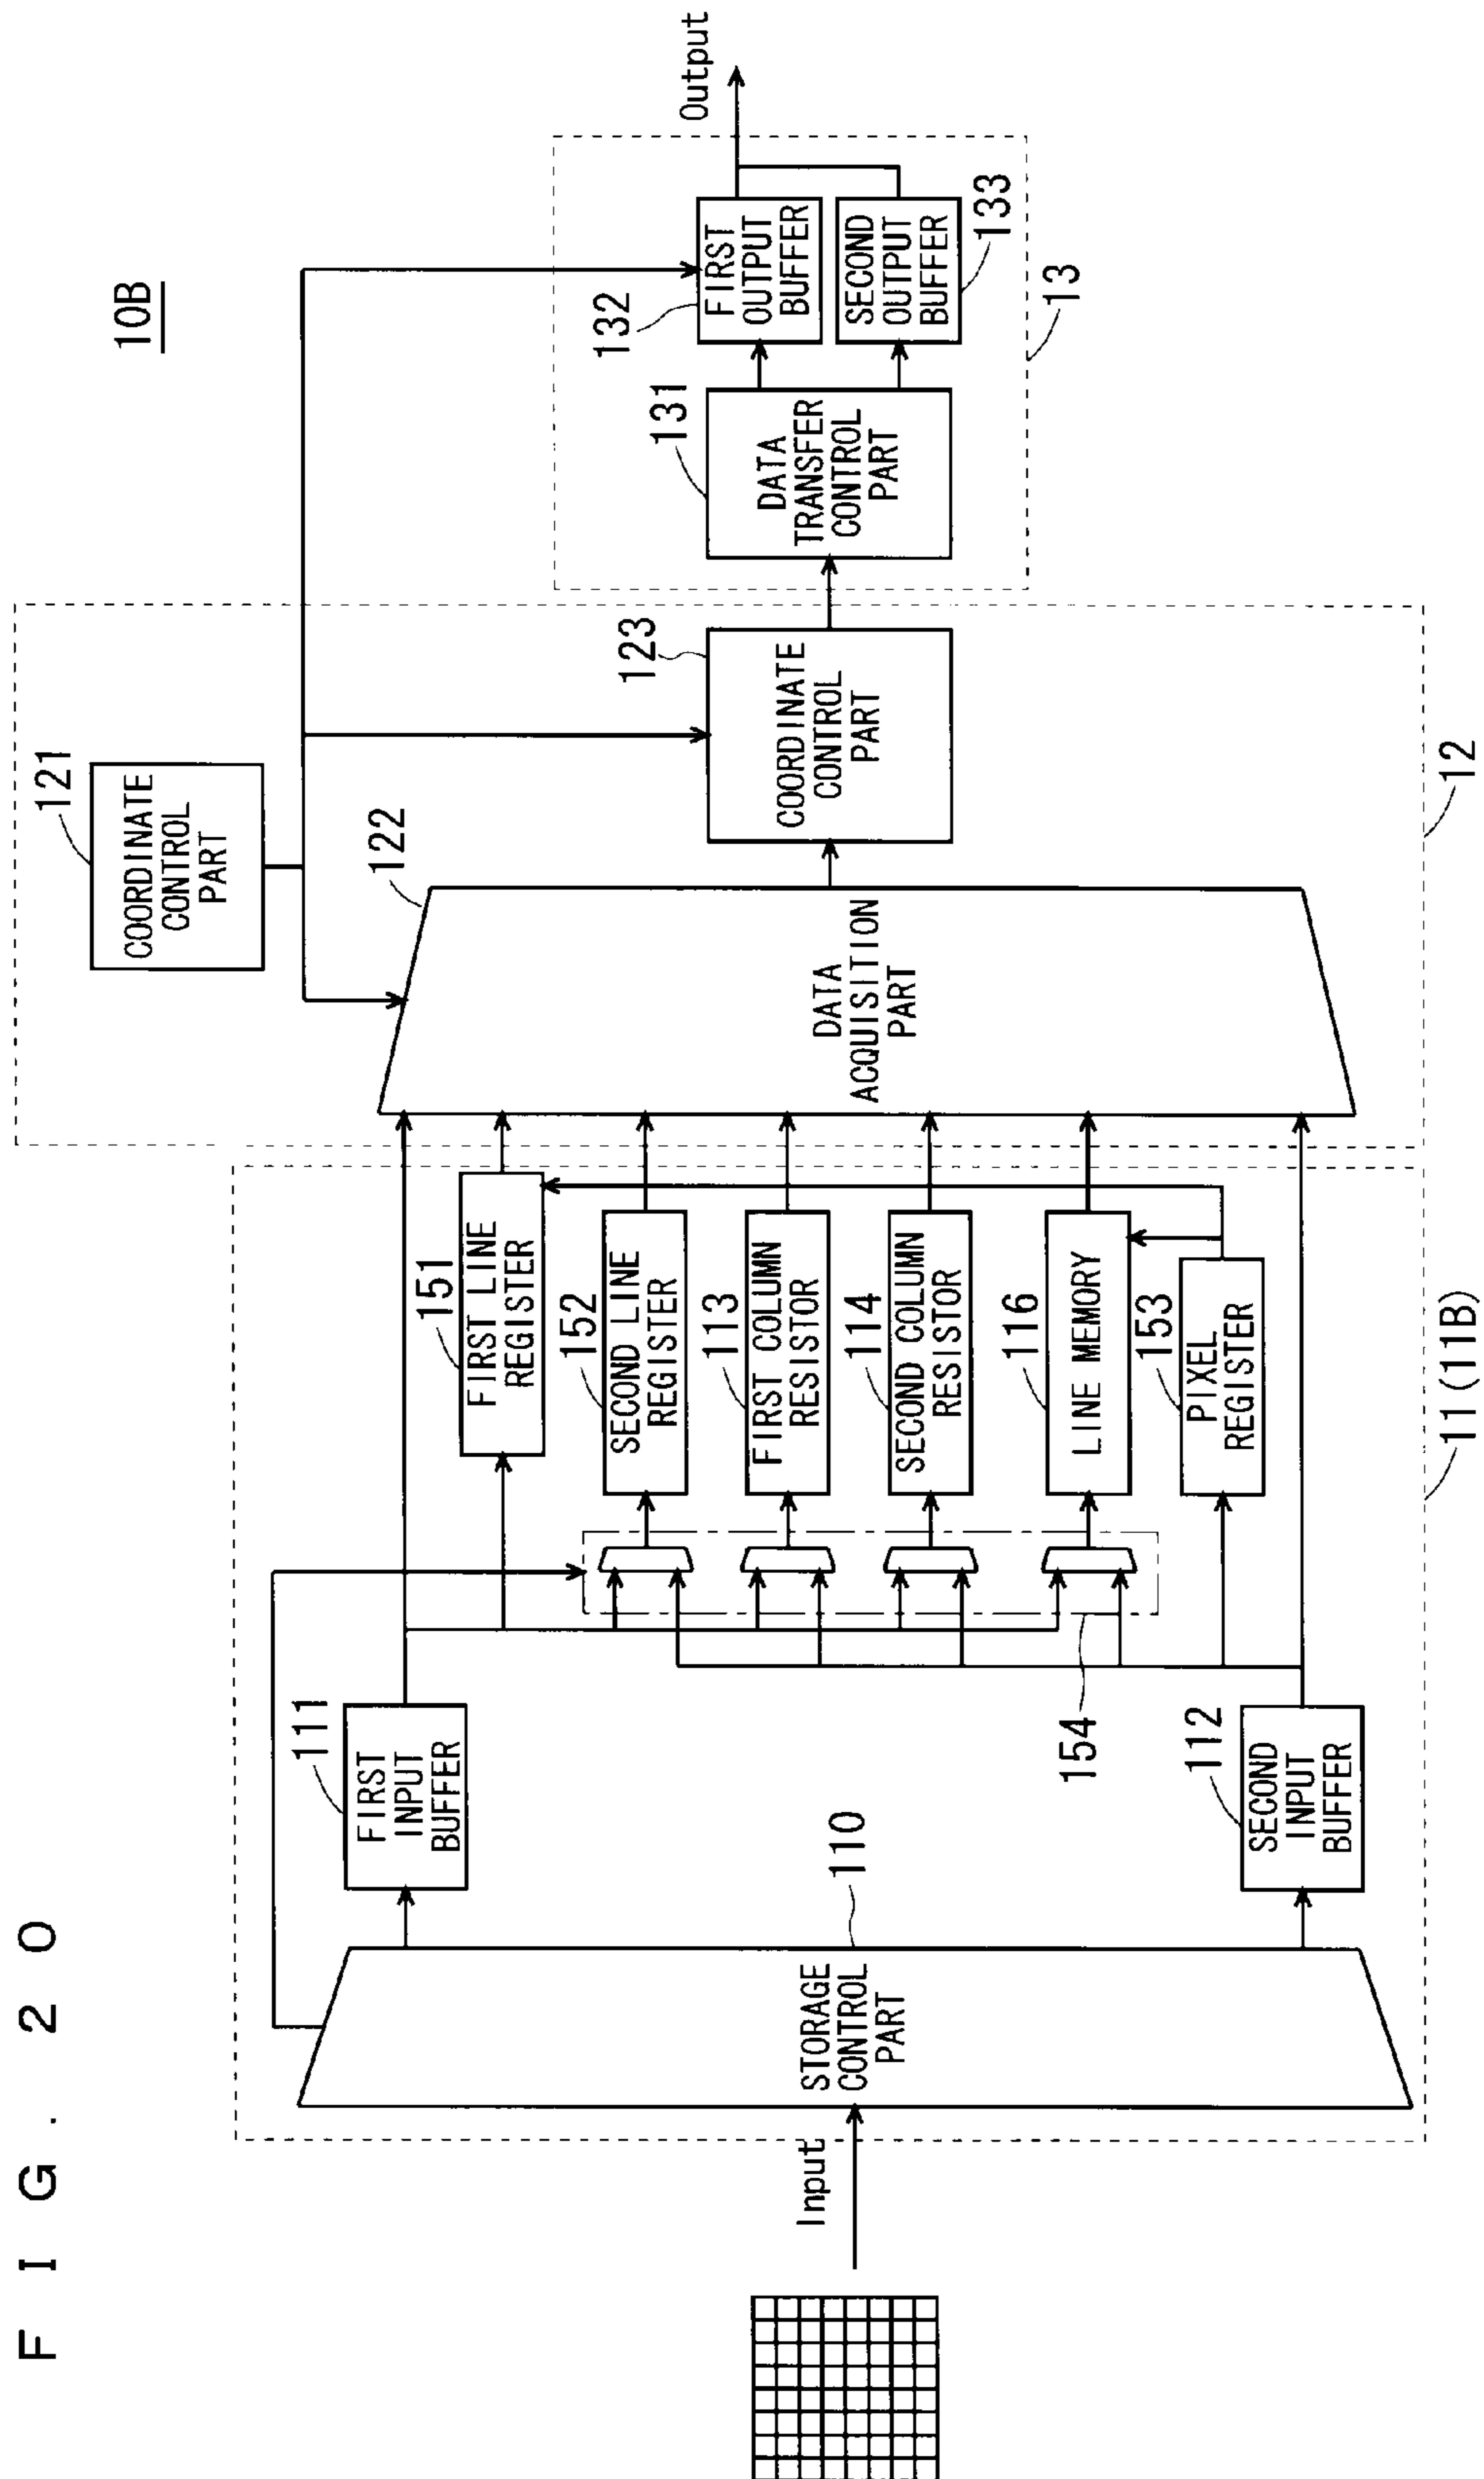 FIG. 20
10B
Input
STORAGE
CONTROL
PART
110
111
FIRST
INPUT
BUFFER
112
SECOND
INPUT
BUFFER
154
151
FIRST LINE
REGISTER
152
SECOND LINE
REGISTER
113
FIRST COLUMN
RESISTOR
114
SECOND COLUMN
RESISTOR
116
LINE MEMORY
153
PIXEL
REGISTER
11(11B)
121
COORDINATE
CONTROL
PART
122
DATA
ACQUISITION
PART
123
COORDINATE
CONTROL
PART
12
131
DATA
TRANSFER
CONTROL
PART
132
FIRST
OUTPUT
BUFFER
SECOND
OUTPUT
BUFFER
133
13
Output